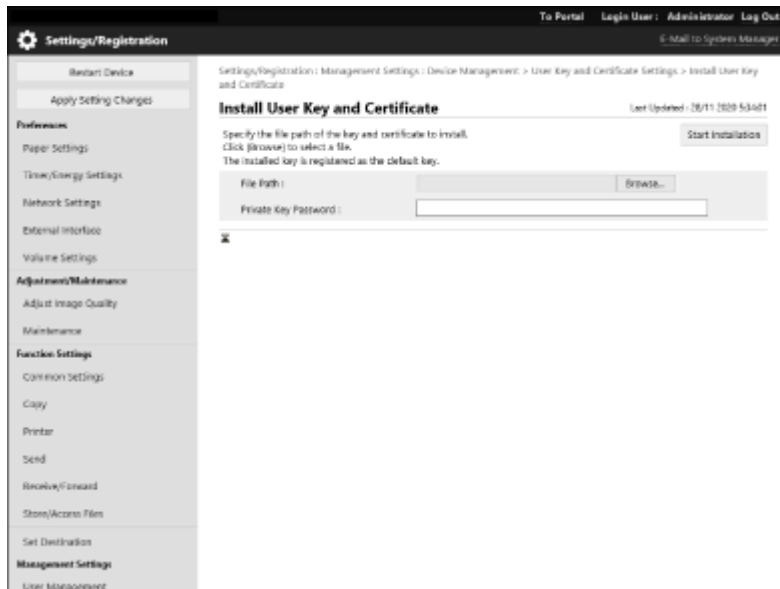 To Portal Login User : Administrator Log Out
Settings/Registration
E-Mail to System Manager
Restart Device
Apply Setting Changes
Preferences
Paper Settings
Timer/Energy Settings
Network Settings
External Interface
Volume Settings
Adjustment/Maintenance
Adjust Image Quality
Maintenance
Function Settings
Common Settings
Copy
Printer
Send
Receive/Forward
Store/Access Files
Set Destination
Management Settings
User Management
Settings/Registration : Management Settings : Device Management > User Key and Certificate Settings > Install User Key
and Certificate
Install User Key and Certificate
Last Updated : 28/11 2020
Specify the file path of the key and certificate to install.
Click [Browse] to select a file.
The installed key is registered as the default key.
Start Installation
File Path :
Browse...
Private Key Password :